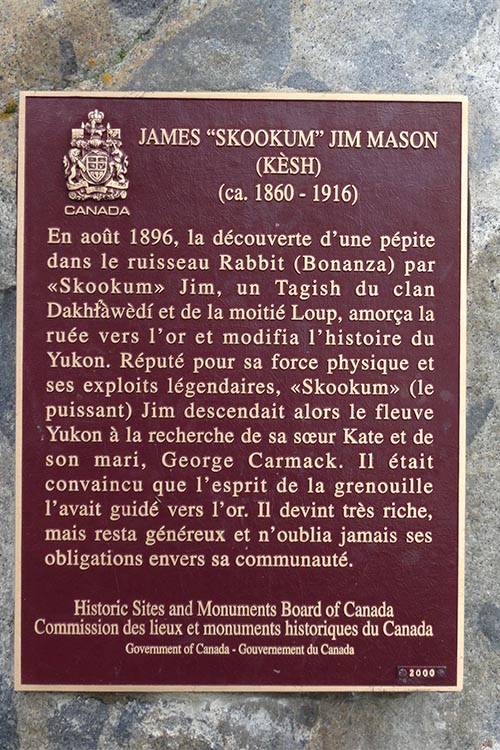 JAMES “SKOOKUM” JIM MASON
(KÈSH)
(ca. 1860 - 1916)
CANADA
En août 1896, la découverte d’une pépite
dans le ruisseau Rabbit (Bonanza) par
«Skookum» Jim, un Tagish du clan
Dakhł’àwèdí et de la moitié Loup, amorça la
ruée vers l’or et modifia l’histoire du
Yukon. Réputé pour sa force physique et
ses exploits légendaires, «Skookum» (le
puissant) Jim descendait alors le fleuve
Yukon à la recherche de sa sœur Kate et de
son mari, George Carmack. Il était
convaincu que l’esprit de la grenouille
l’avait guidé vers l’or. Il devint très riche,
mais resta généreux et n’oublia jamais ses
obligations envers sa communauté.
Historic Sites and Monuments Board of Canada
Commission des lieux et monuments historiques du Canada
Government of Canada - Gouvernement du Canada
2000